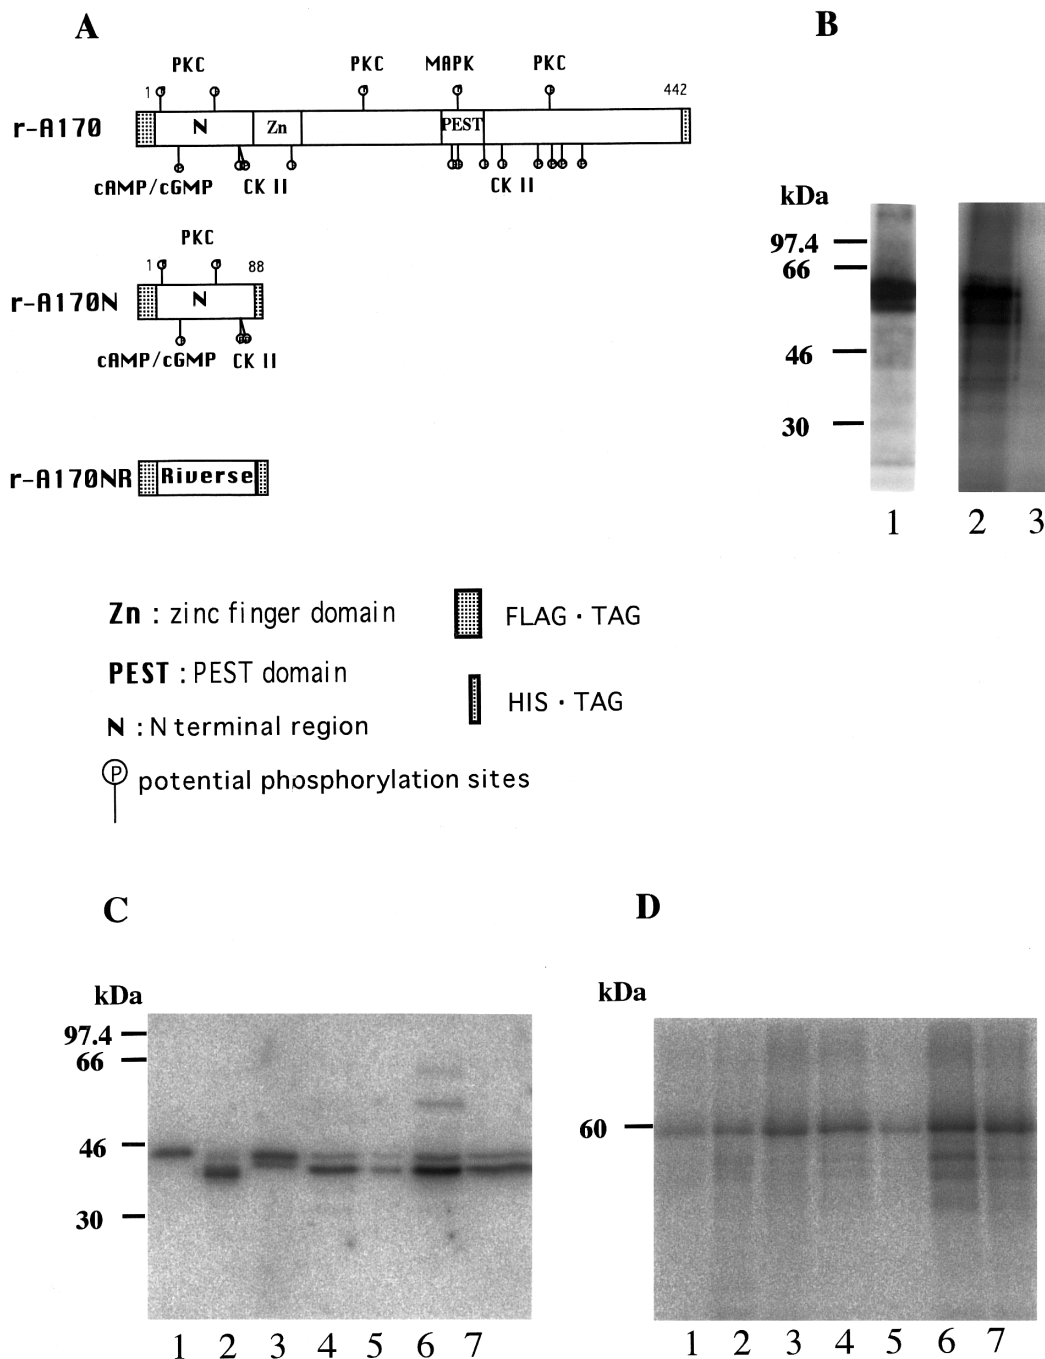 A
PKC PKC MAPK PKC
1 442
r-A170 N Zn PEST
cAMP/cGMP CK II CK II
PKC
1 88
r-A170N N
cAMP/cGMP CK II
r-A170NR Riverse
Zn : zinc finger domain
PEST : PEST domain
N : N terminal region
P potential phosphorylation sites
FLAG · TAG
HIS · TAG
B
kDa
97.4
66
46
30
1 2 3
C
kDa
97.4
66
46
30
1 2 3 4 5 6 7
D
kDa
60
1 2 3 4 5 6 7